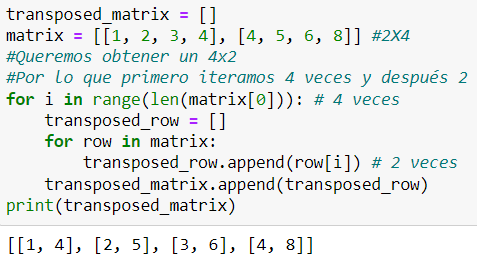 transposed_matrix = []
matrix = [[1, 2, 3, 4], [4, 5, 6, 8]] #2X4
#Queremos obtener un 4x2
#Por lo que primero iteramos 4 veces y después 2
for i in range(len(matrix[0])): # 4 veces
    transposed_row = []
    for row in matrix:
        transposed_row.append(row[i]) # 2 veces
    transposed_matrix.append(transposed_row)
print(transposed_matrix)
[[1, 4], [2, 5], [3, 6], [4, 8]]